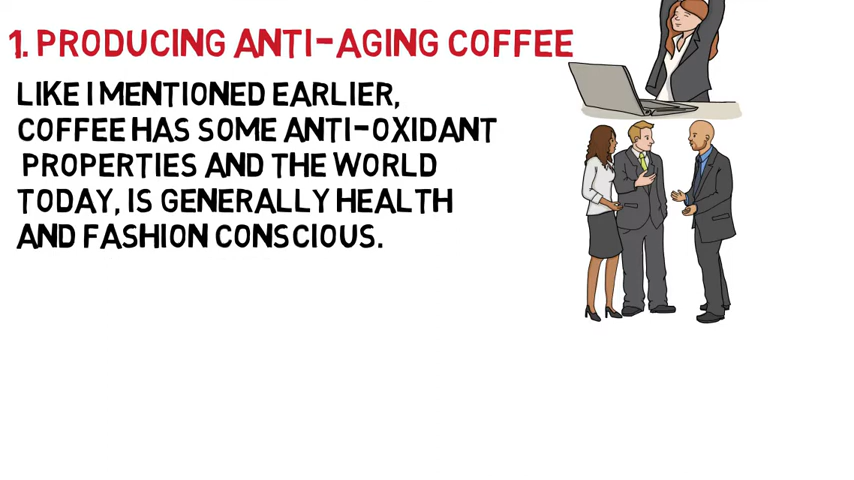 1. PRODUCING ANTI-AGING COFFEE
LIKE I MENTIONED EARLIER,
COFFEE HAS SOME ANTI-OXIDANT
PROPERTIES AND THE WORLD
TODAY, IS GENERALLY HEALTH
AND FASHION CONSCIOUS.